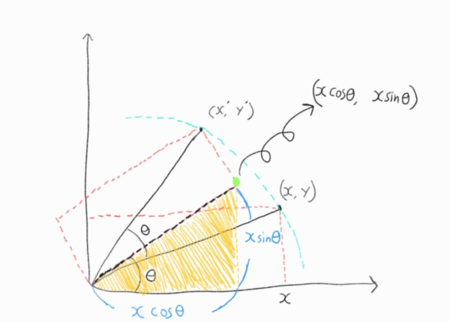 (x cosθ, x sinθ)
(x', y')
(x, y)
θ
x sinθ
θ
x
x cosθ